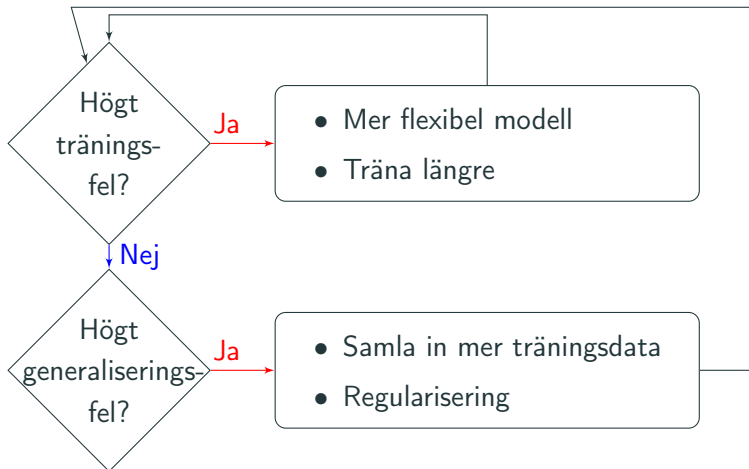 Högt
tränings-
fel?
Ja
• Mer flexibel modell
• Träna längre
Nej
Högt
generaliserings-
fel?
Ja
• Samla in mer träningsdata
• Regularisering